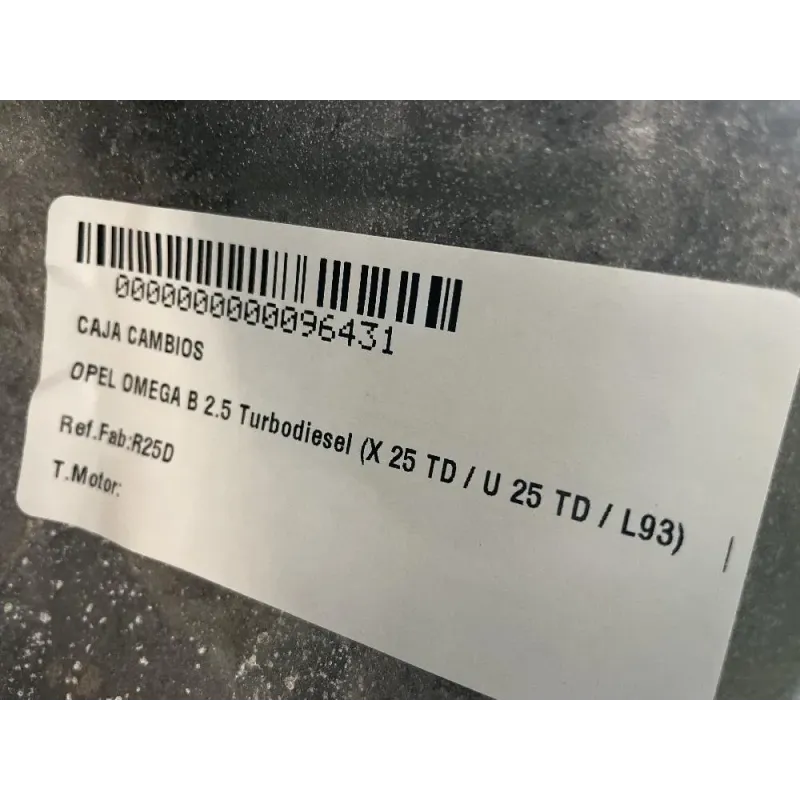 0000000000096431
CAJA CAMBIOS
OPEL OMEGA B 2.5 Turbodiesel (X 25 TD / U 25 TD / L93)
Ref.Fab:R25D
T.Motor: